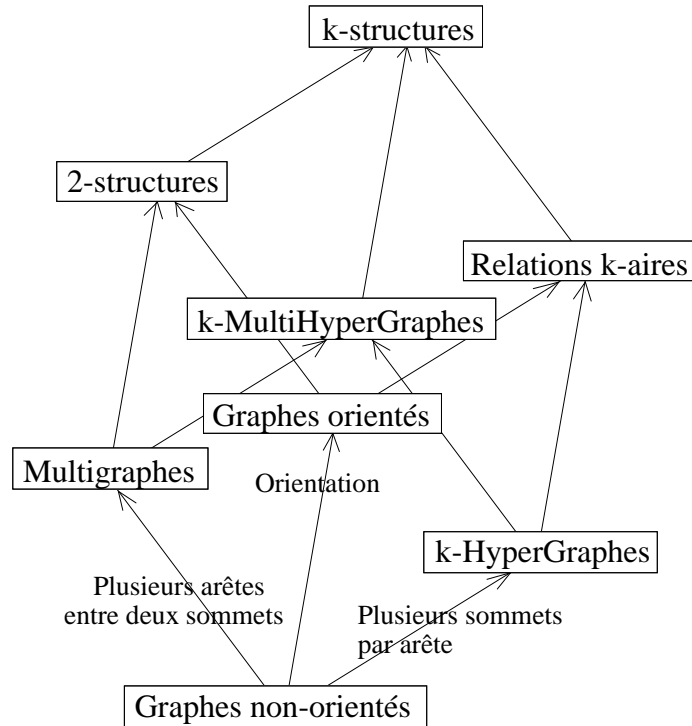 k-structures
2-structures
Relations k-aires
k-MultiHyperGraphes
Graphes orientés
Multigraphes
Orientation
k-HyperGraphes
Plusieurs arêtes
entre deux sommets
Plusieurs sommets
par arête
Graphes non-orientés